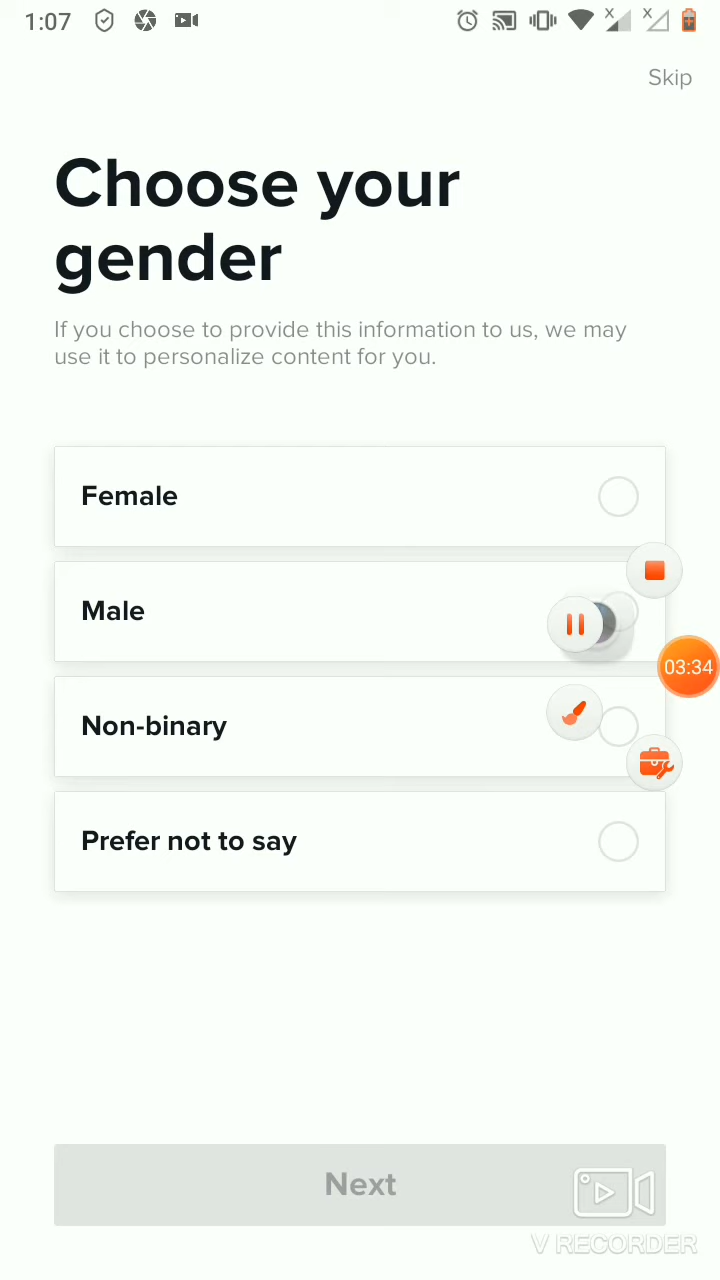 1:07
Skip
Choose your
gender
If you choose to provide this information to us, we may
use it to personalize content for you.
Female
Male
03:34
Non-binary
Prefer not to say
Next
V RECORDER